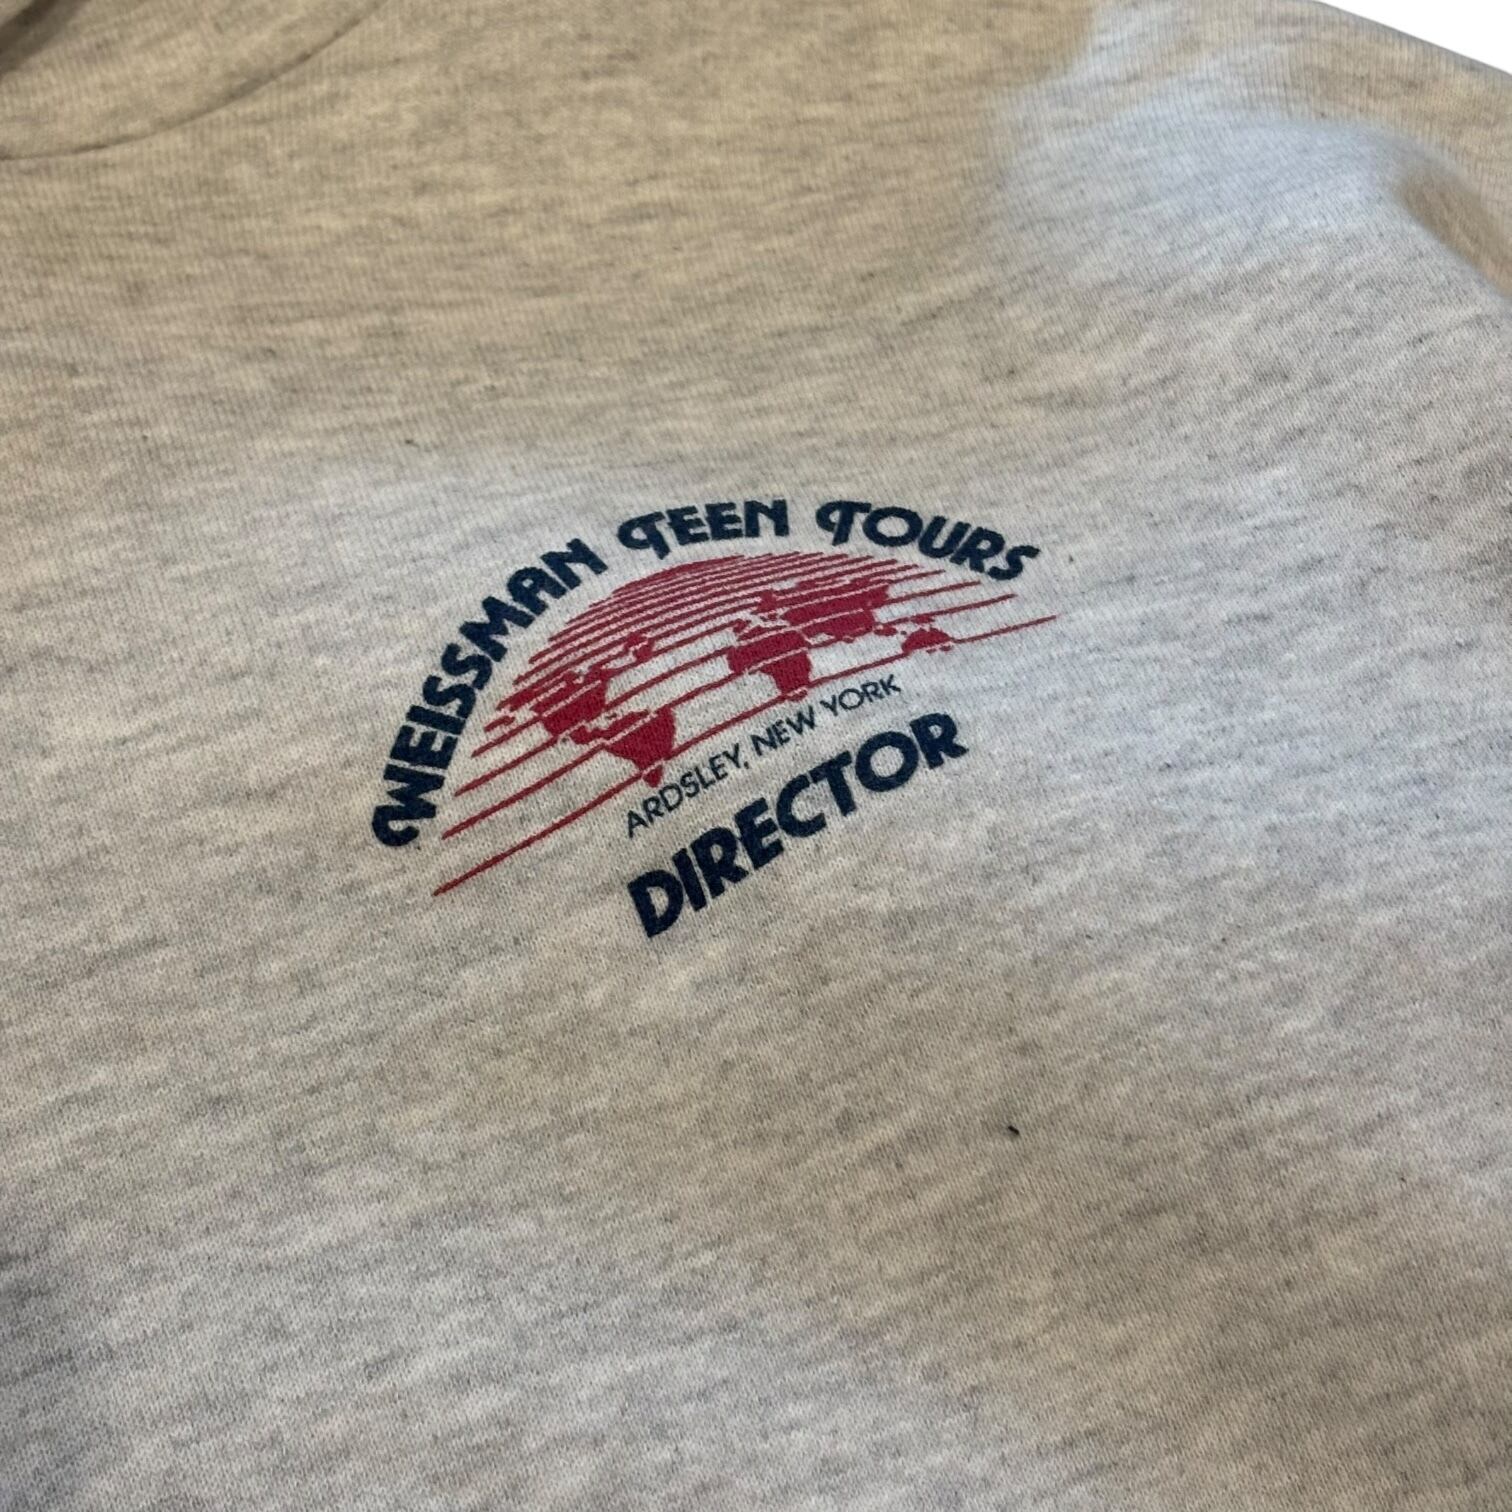 WEISSMAN TEEN TOURS
ARDSLEY, NEW YORK
DIRECTOR